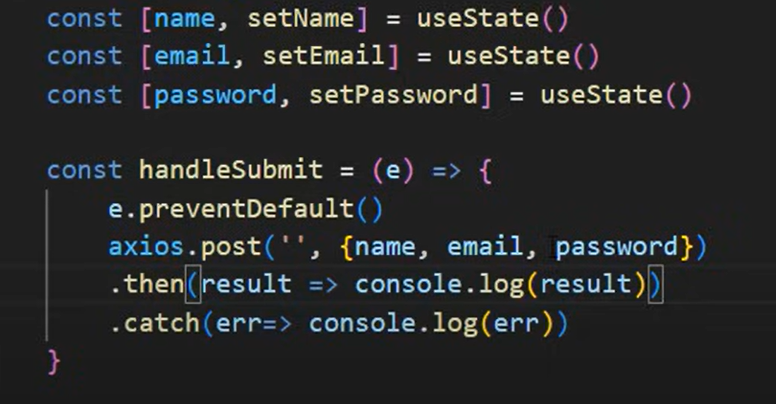 const [name, setName] = useState()
const [email, setEmail] = useState()
const [password, setPassword] = useState()
const handleSubmit = (e) => {
e.preventDefault()
axios.post('', {name, email, password})
.then(result => console.log(result))
.catch(err=> console.log(err))
}